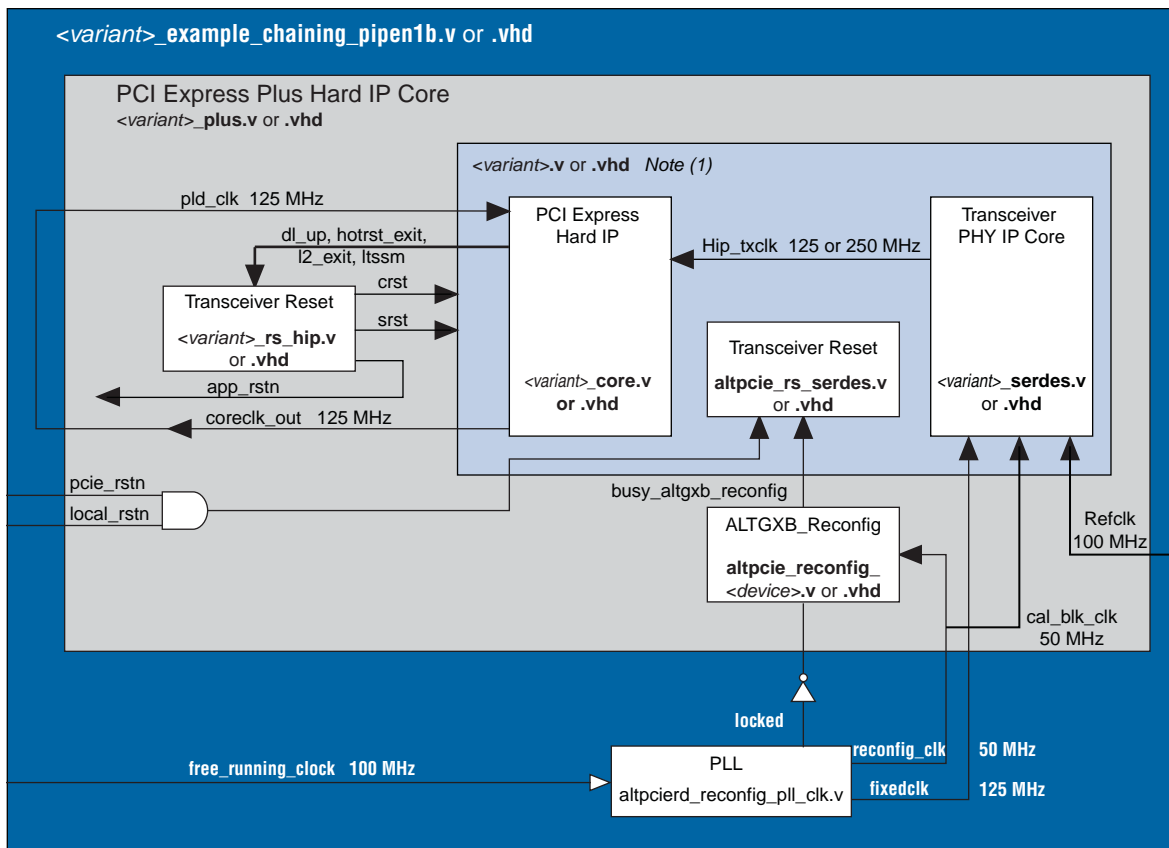 <variant>_example_chaining_pipen1b.v or .vhd
PCI Express Plus Hard IP Core
<variant>_plus.v or .vhd
<variant>.v or .vhd Note (1)
pld_clk 125 MHz
PCI Express
Hard IP
Transceiver
PHY IP Core
dl_up, hotrst_exit,
l2_exit, ltssm
Hip_txclk 125 or 250 MHz
crst
Transceiver Reset
srst
<variant>_rs_hip.v
or .vhd
Transceiver Reset
altpcie_rs_serdes.v
or .vhd
<variant>_core.v
or .vhd
<variant>_serdes.v
or .vhd
app_rstn
coreclk_out 125 MHz
pcie_rstn
local_rstn
busy_altgxb_reconfig
ALTGXB_Reconfig
altpcie_reconfig_
<device>.v or .vhd
Refclk
100 MHz
cal_blk_clk
50 MHz
locked
reconfig_clk 50 MHz
free_running_clock 100 MHz
PLL
altpcierd_reconfig_pll_clk.v
fixedclk 125 MHz